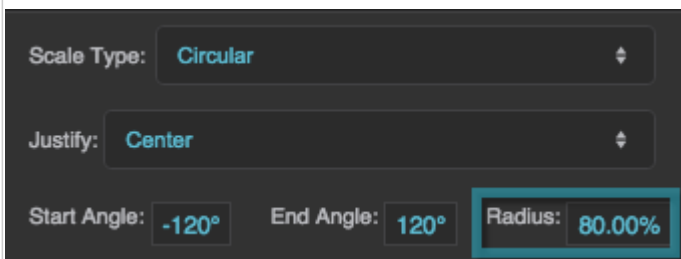 Scale Type: Circular
Justify: Center
Start Angle: -120° End Angle: 120° Radius: 80.00%